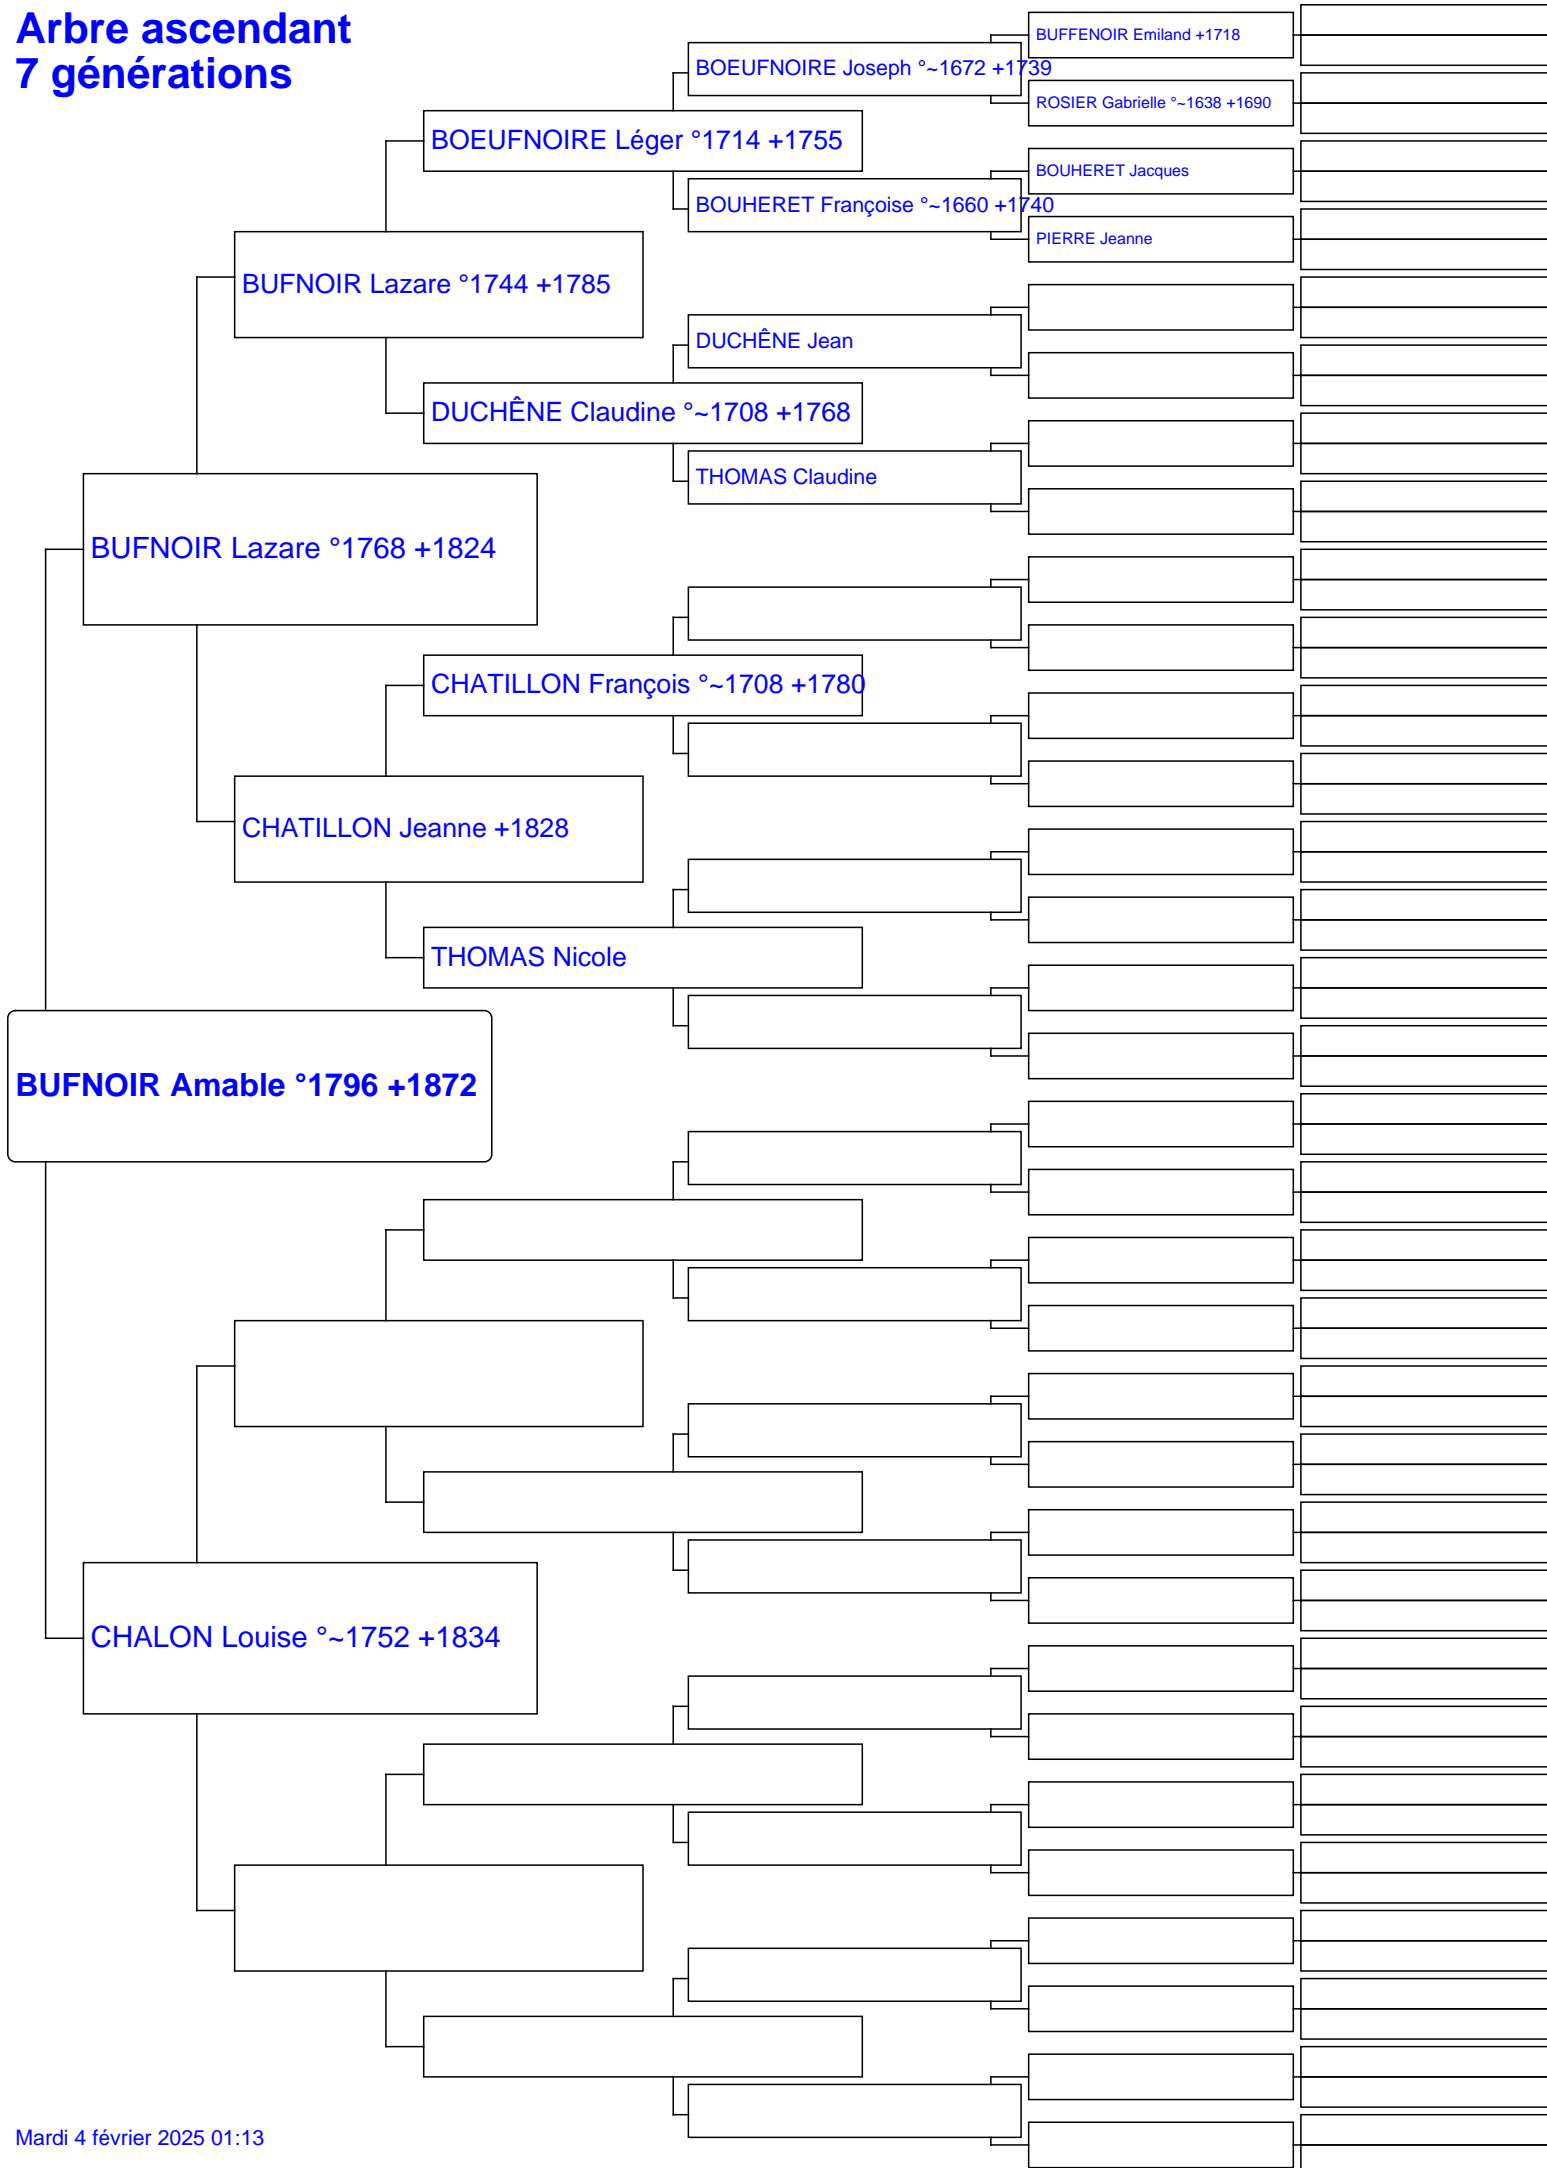 Arbre ascendant
7 générations
BUFFENOIR Emiland +1718
BOEUFNOIRE Joseph °~1672 +1739
ROSIER Gabrielle °~1638 +1690
BOEUFNOIRE Léger °1714 +1755
BOUHERET Jacques
BOUHERET Françoise °~1660 +1740
PIERRE Jeanne
BUFNOIR Lazare °1744 +1785
DUCHÊNE Jean
DUCHÊNE Claudine °~1708 +1768
THOMAS Claudine
BUFNOIR Lazare °1768 +1824
CHATILLON François °~1708 +1780
CHATILLON Jeanne +1828
THOMAS Nicole
BUFNOIR Amable °1796 +1872
CHALON Louise °~1752 +1834
Mardi 4 février 2025 01:13